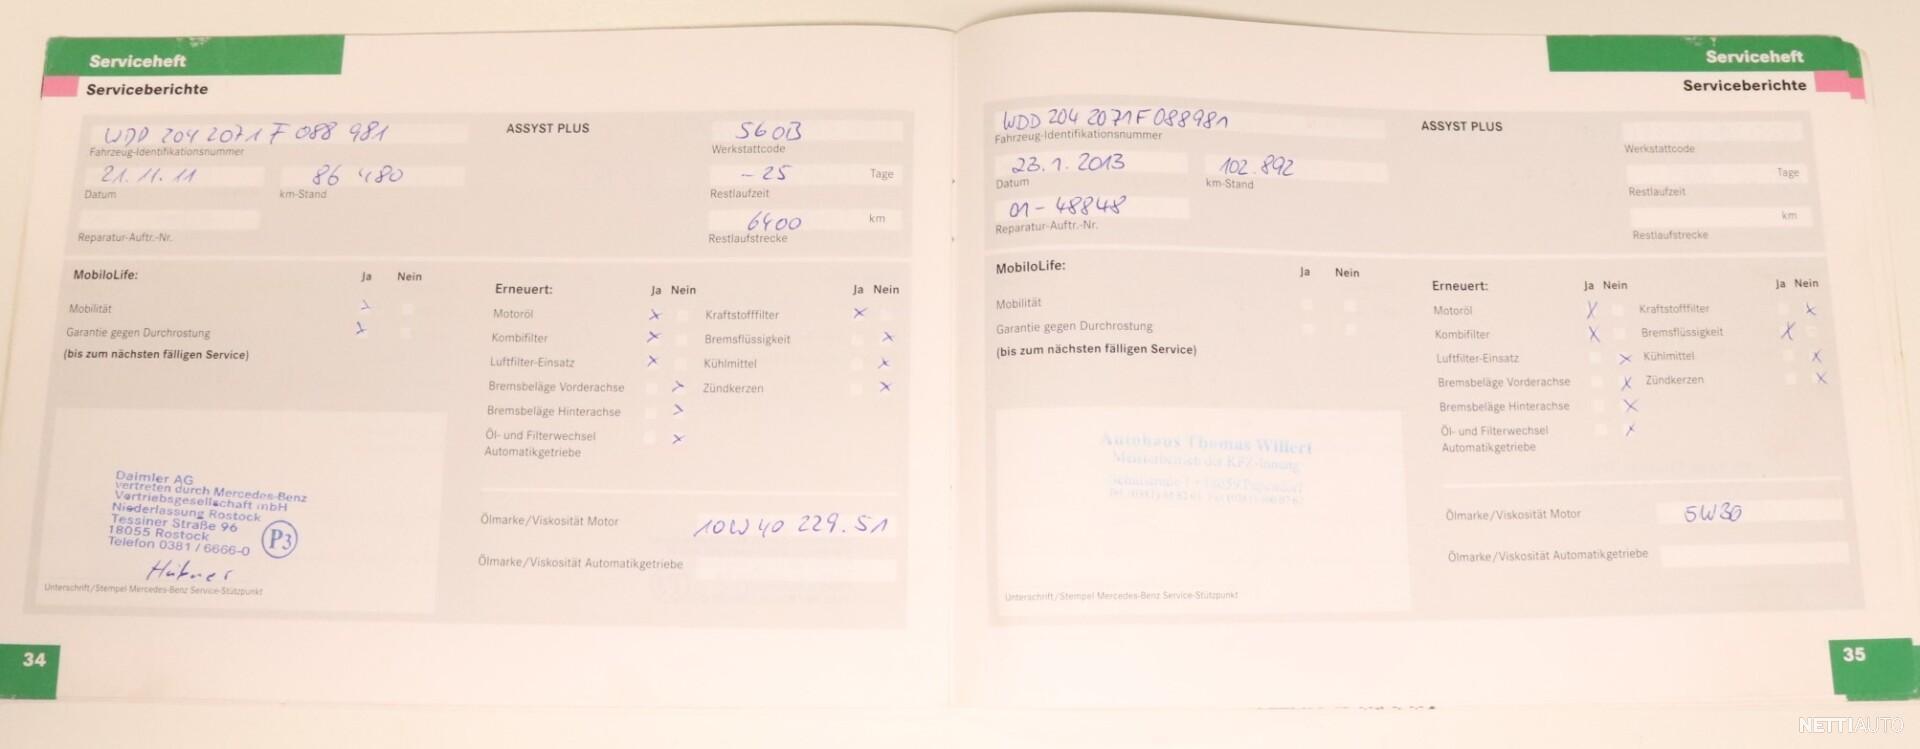 Serviceheft
Serviceberichte
WDD 204 2071 F 088 981
Fahrzeug-Identifikationsnummer
21.11.11
86 480
Datum
km-Stand
Reparatur-Auftr.-Nr.
ASSYST PLUS
560B
Werkstattcode
-25 Tage
Restlaufzeit
6400 km
Restlaufstrecke
MobiloLife: Ja Nein
Mobilität
Garantie gegen Durchrostung
(bis zum nächsten fälligen Service)
Erneuert: Ja Nein Ja Nein
Motoröl Kraftstofffilter
Kombifilter Bremsflüssigkeit
Luftfilter-Einsatz Kühlmittel
Bremsbeläge Vorderachse Zündkerzen
Bremsbeläge Hinterachse
Öl- und Filterwechsel
Automatikgetriebe
Daimler AG
vertreten durch Mercedes-Benz
Vertriebsgesellschaft mbH
Niederlassung Rostock
Tessiner Straße 96
18055 Rostock
Telefon 0381 / 6666-0
P3
Unterschrift/Stempel Mercedes-Benz Service-Stützpunkt
Ölmarke/Viskosität Motor 10W40 229.51
Ölmarke/Viskosität Automatikgetriebe
34
Serviceheft
Serviceberichte
WDD 204 2071F088981
Fahrzeug-Identifikationsnummer
23.1.2013
102.892
Datum
km-Stand
01-48848
Reparatur-Auftr.-Nr.
ASSYST PLUS
Werkstattcode
Tage
Restlaufzeit
km
Restlaufstrecke
MobiloLife: Ja Nein
Mobilität
Garantie gegen Durchrostung
(bis zum nächsten fälligen Service)
Erneuert: Ja Nein Ja Nein
Motoröl Kraftstofffilter
Kombifilter Bremsflüssigkeit
Luftfilter-Einsatz Kühlmittel
Bremsbeläge Vorderachse Zündkerzen
Bremsbeläge Hinterachse
Öl- und Filterwechsel
Automatikgetriebe
Autohaus Thomas Willert
Meisterbetrieb der KFZ-Innung
Unterschrift/Stempel Mercedes-Benz Service-Stützpunkt
Ölmarke/Viskosität Motor 5W30
Ölmarke/Viskosität Automatikgetriebe
35
NETTIAUTO